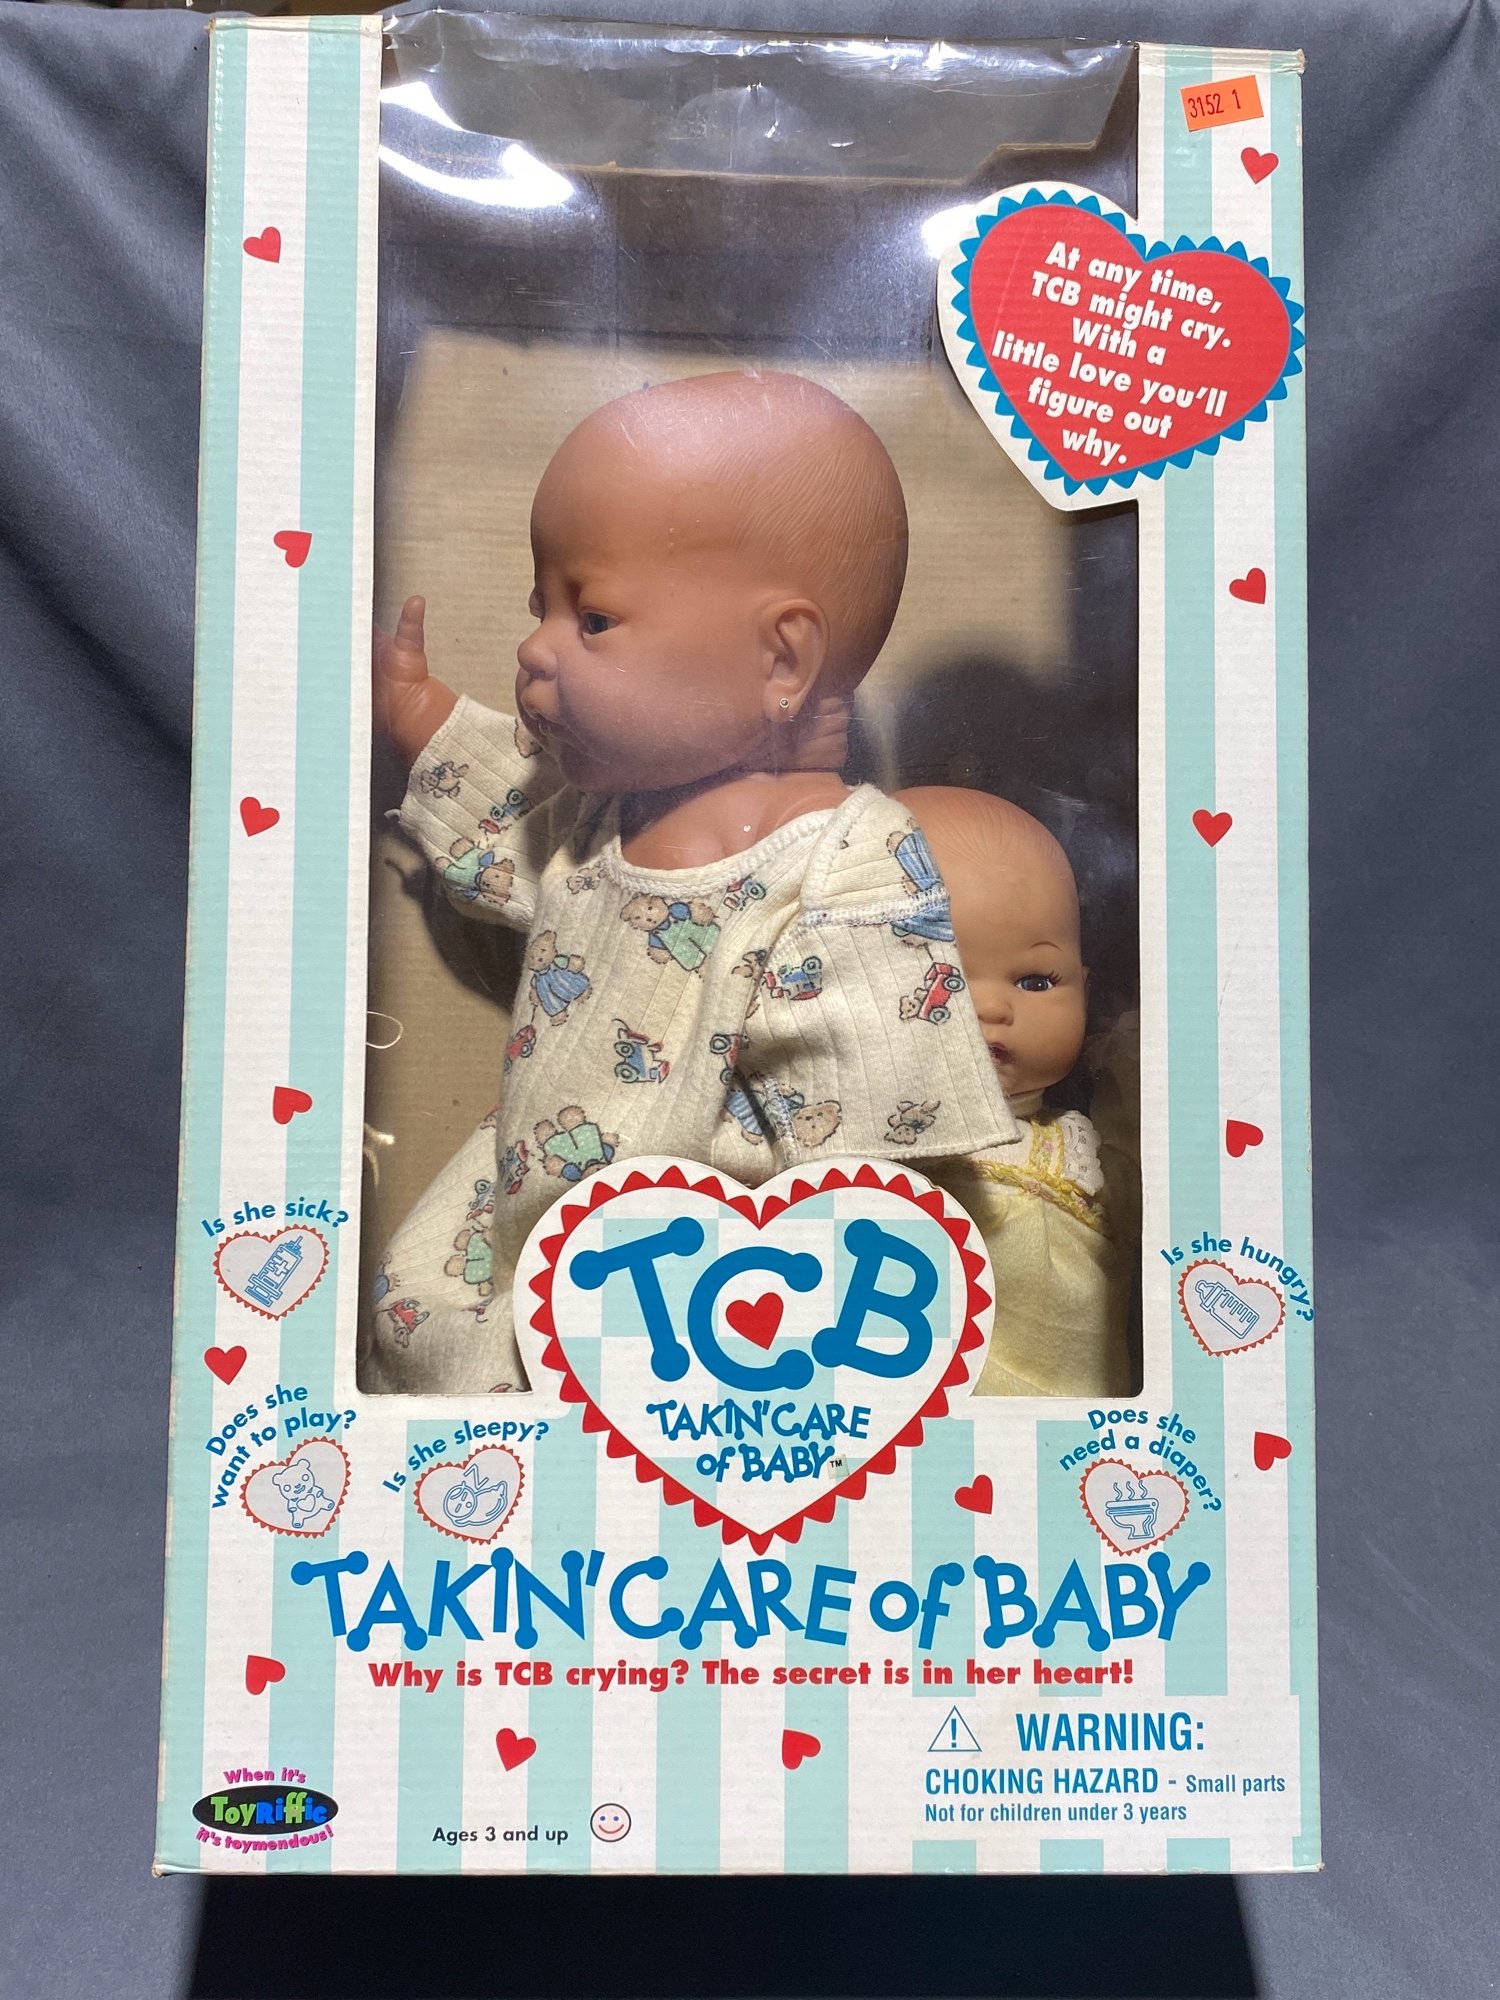 3152 1
At any time,
TCB might cry.
With a
little love you'll
figure out
why.
Is she sick?
Is she hungry?
Does she
want to play?
Is she sleepy?
Does she
need a diaper?
TCB
TAKIN' CARE
of BABY™
TAKIN' CARE of BABY
Why is TCB crying? The secret is in her heart!
WARNING:
CHOKING HAZARD - Small parts
Not for children under 3 years
When it's
ToyRiffic
it's toymendous!
Ages 3 and up